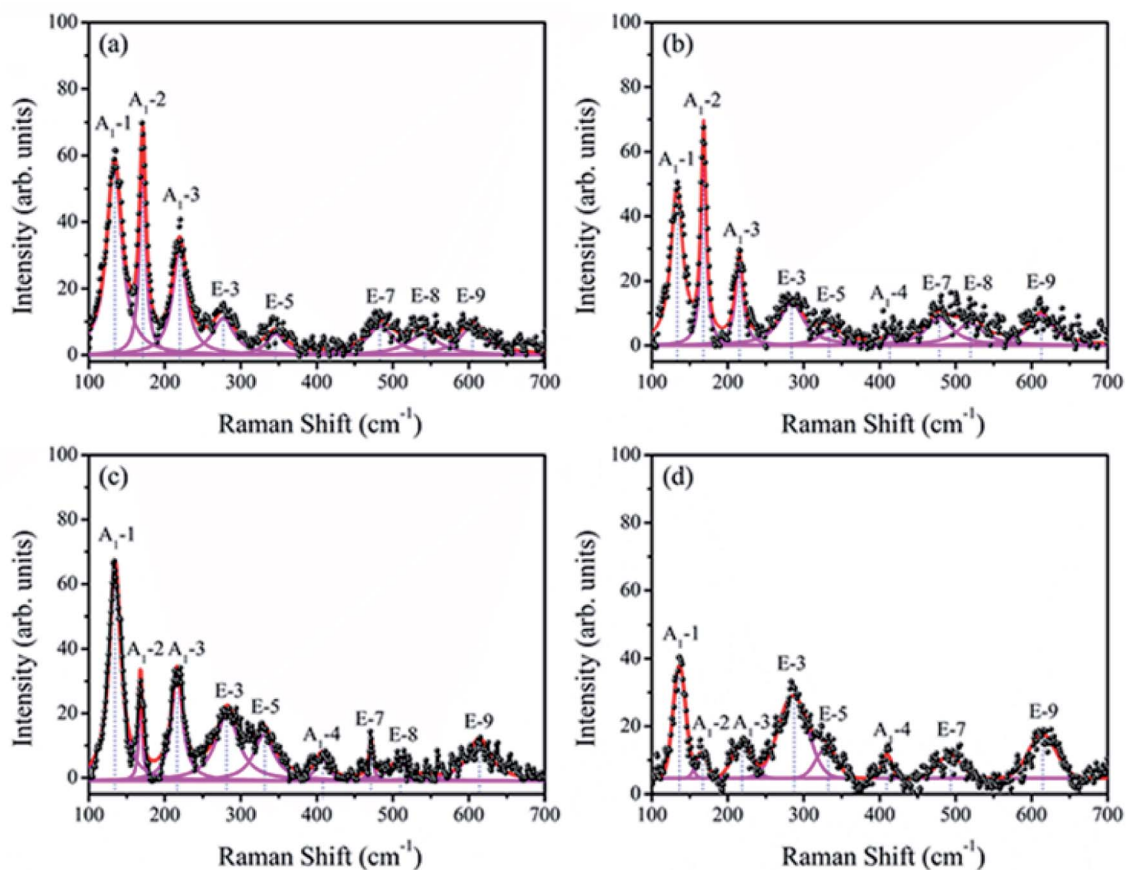 (a)
Intensity (arb. units)
100
80
60
40
20
0
A₁-1
A₁-2
A₁-3
E-3
E-5
E-7
E-8
E-9
100 200 300 400 500 600 700
Raman Shift (cm⁻¹)
(b)
Intensity (arb. units)
100
80
60
40
20
0
A₁-1
A₁-2
A₁-3
E-3
E-5
A₁-4
E-7
E-8
E-9
100 200 300 400 500 600 700
Raman Shift (cm⁻¹)
(c)
Intensity (arb. units)
100
80
60
40
20
0
A₁-1
A₁-2
A₁-3
E-3
E-5
A₁-4
E-7
E-8
E-9
100 200 300 400 500 600 700
Raman Shift (cm⁻¹)
(d)
Intensity (arb. units)
100
80
60
40
20
0
A₁-1
A₁-2
A₁-3
E-3
E-5
A₁-4
E-7
E-9
100 200 300 400 500 600 700
Raman Shift (cm⁻¹)